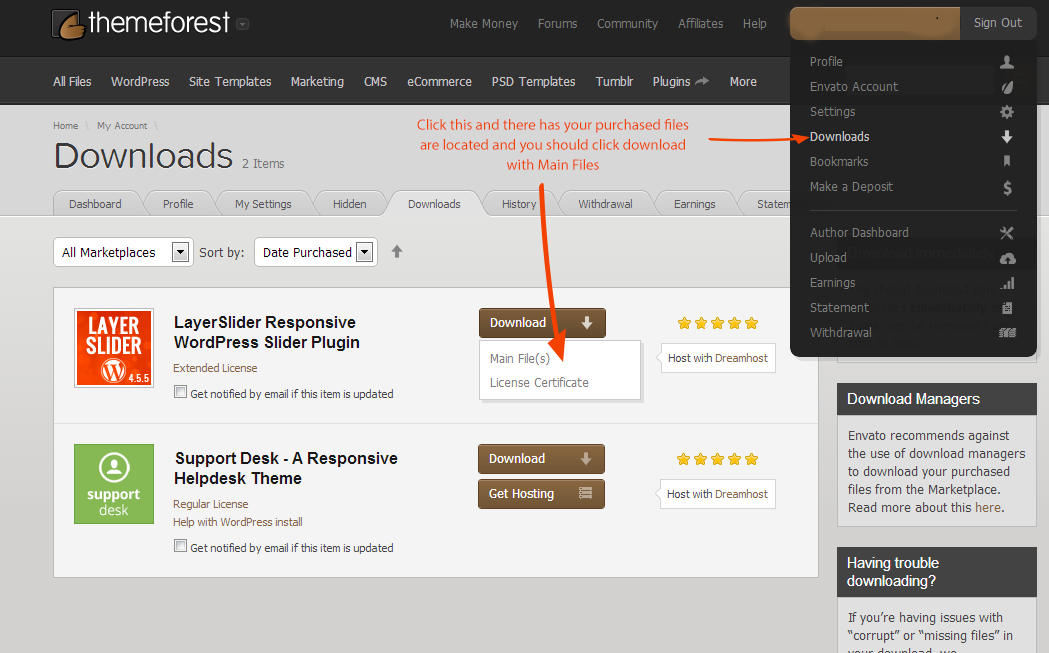 themeforest
Make Money Forums Community Affiliates Help
Sign Out
All Files WordPress Site Templates Marketing CMS eCommerce PSD Templates Tumblr Plugins More
Profile
Envato Account
Settings
Downloads
Bookmarks
Make a Deposit
Author Dashboard
Upload
Earnings
Statement
Withdrawal
Home \ My Account \
Downloads 2 Items
Click this and there has your purchased files
are located and you should click download
with Main Files
Dashboard Profile My Settings Hidden Downloads History Withdrawal Earnings Statem
All Marketplaces Sort by: Date Purchased
LAYER
SLIDER
4.5.5
LayerSlider Responsive
WordPress Slider Plugin
Extended License
Get notified by email if this item is updated
Download
Main File(s)
License Certificate
Host with Dreamhost
support
desk
Support Desk - A Responsive
Helpdesk Theme
Regular License
Help with WordPress install
Get notified by email if this item is updated
Download
Get Hosting
Host with Dreamhost
Download Managers
Envato recommends against
the use of download managers
to download your purchased
files from the Marketplace.
Read more about this here.
Having trouble
downloading?
If you're having issues with
“corrupt” or “missing files” in
your download, we